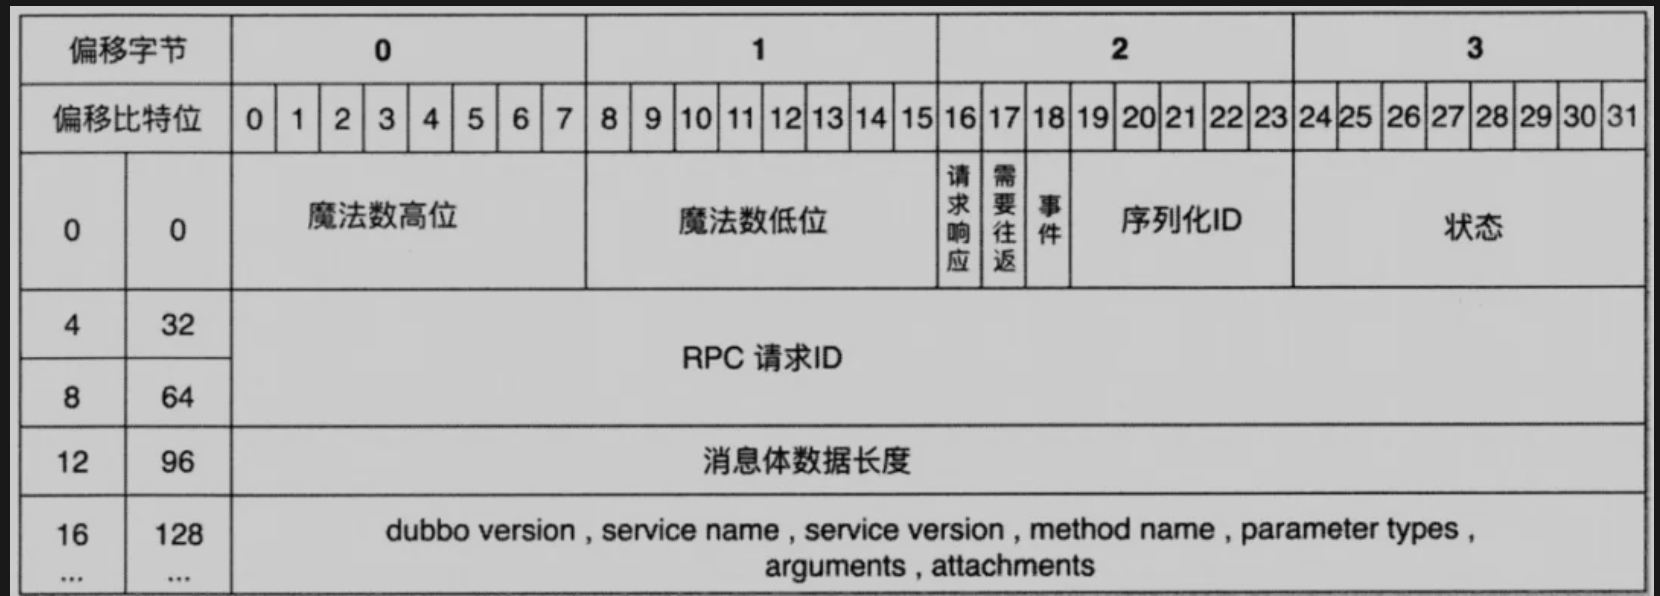 偏移字节 0 1 2 3
偏移比特位 0 1 2 3 4 5 6 7 8 9 10 11 12 13 14 15 16 17 18 19 20 21 22 23 24 25 26 27 28 29 30 31
0 0 魔法数高位 魔法数低位 请求响应 需要往返 事件 序列化ID 状态
4 32
RPC 请求ID
8 64
12 96 消息体数据长度
16 128 dubbo version , service name , service version , method name , parameter types ,
... ... arguments , attachments